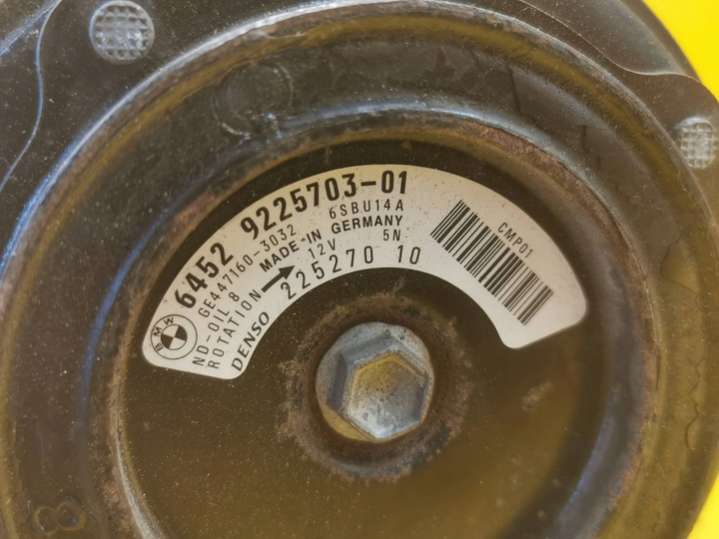 6452 9225703-01
GE447160-3032 6SBU14A
ND-OIL 8 MADE IN GERMANY
ROTATION 12V 5N
DENSO 225270 10
BMW
CMP01